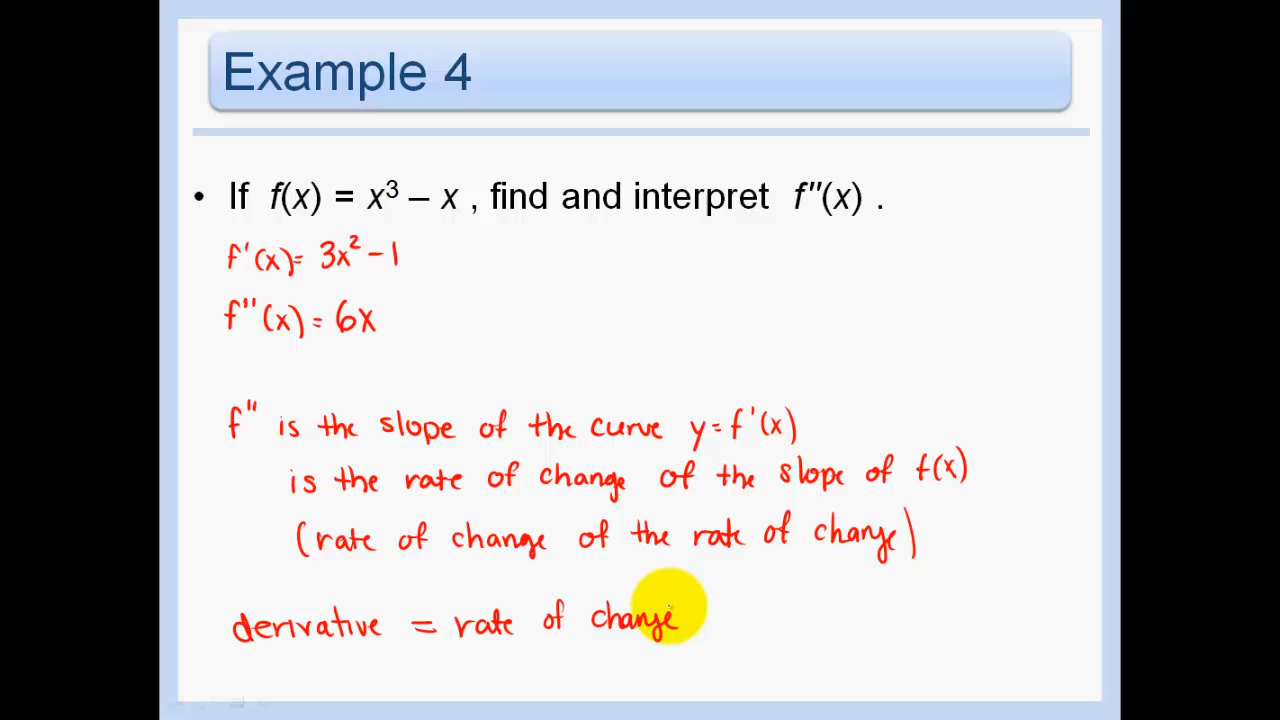 Example 4
• If f(x) = x³ – x , find and interpret f″(x) .
f'(x) = 3x² - 1
f''(x) = 6x
f'' is the slope of the curve y = f'(x)
is the rate of change of the slope of f(x)
(rate of change of the rate of change)
derivative = rate of change